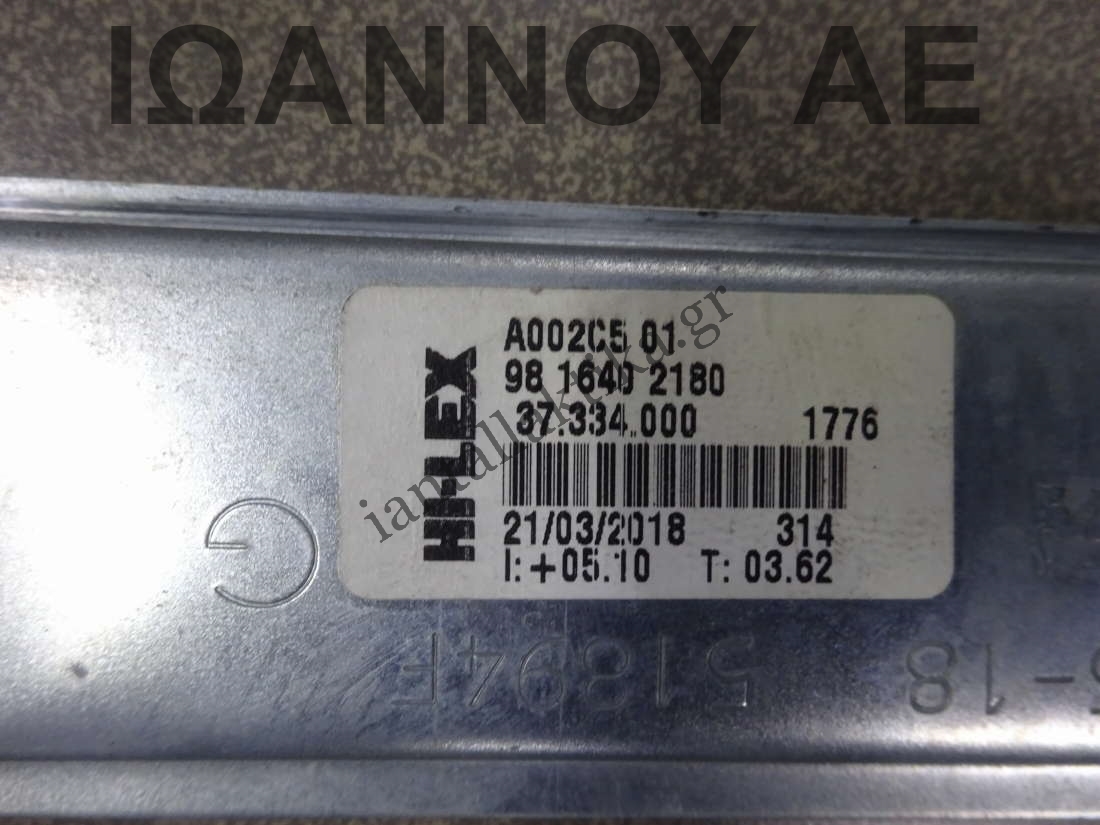 ΙΩΑΝΝΟΥ ΑΕ
HI-LEX
A002C5 01
98 1640 2180
37.334.000 1776
21/03/2018 314
I:+05.10 T: 03.62
iantallaktika.gr
G
51894F
-18